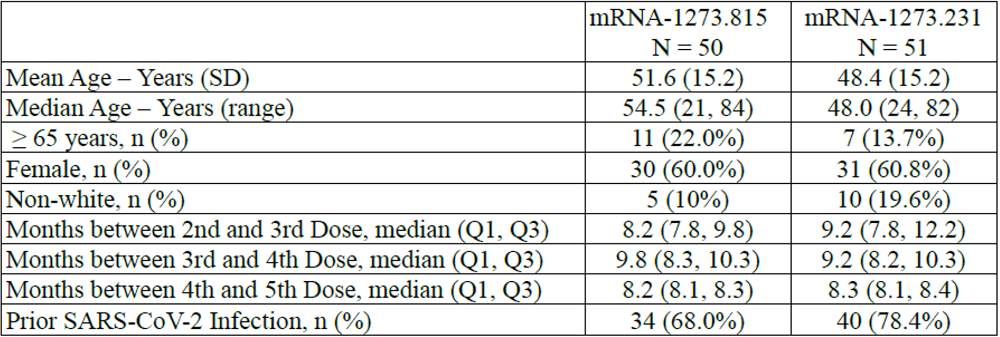 mRNA-1273.815 mRNA-1273.231
N = 50 N = 51
Mean Age – Years (SD) 51.6 (15.2) 48.4 (15.2)
Median Age – Years (range) 54.5 (21, 84) 48.0 (24, 82)
≥ 65 years, n (%) 11 (22.0%) 7 (13.7%)
Female, n (%) 30 (60.0%) 31 (60.8%)
Non-white, n (%) 5 (10%) 10 (19.6%)
Months between 2nd and 3rd Dose, median (Q1, Q3) 8.2 (7.8, 9.8) 9.2 (7.8, 12.2)
Months between 3rd and 4th Dose, median (Q1, Q3) 9.8 (8.3, 10.3) 9.2 (8.2, 10.3)
Months between 4th and 5th Dose, median (Q1, Q3) 8.2 (8.1, 8.3) 8.3 (8.1, 8.4)
Prior SARS-CoV-2 Infection, n (%) 34 (68.0%) 40 (78.4%)